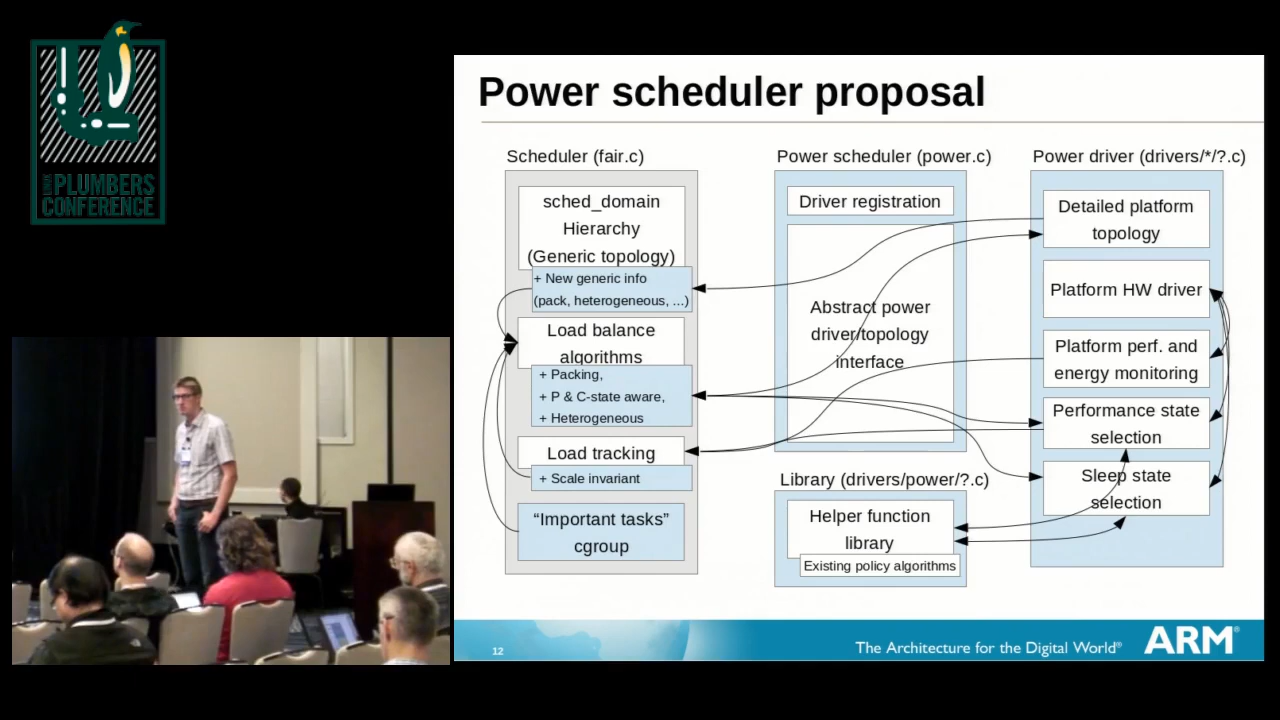 LINUX
PLUMBERS
CONFERENCE
Power scheduler proposal
Scheduler (fair.c)
sched_domain
Hierarchy
(Generic topology)
+ New generic info
(pack, heterogeneous, ...)
Load balance
algorithms
+ Packing,
+ P & C-state aware,
+ Heterogeneous
Load tracking
+ Scale invariant
“Important tasks”
cgroup
Power scheduler (power.c)
Driver registration
Abstract power
driver/topology
interface
Library (drivers/power/?.c)
Helper function
library
Existing policy algorithms
Power driver (drivers/*/?.c)
Detailed platform
topology
Platform HW driver
Platform perf. and
energy monitoring
Performance state
selection
Sleep state
selection
12
The Architecture for the Digital World®
ARM®